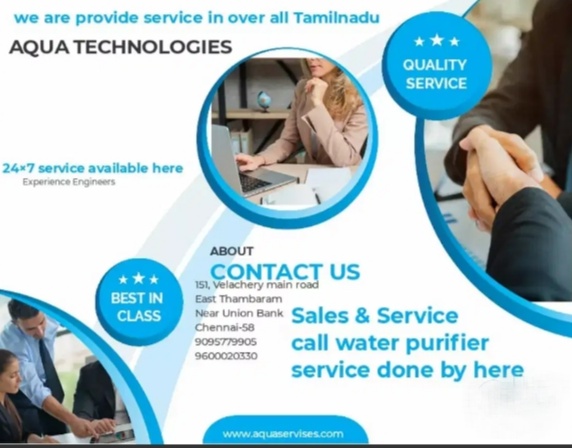 we are provide service in over all Tamilnadu
AQUA TECHNOLOGIES
QUALITY
SERVICE
24×7 service available here
Experience Engineers
ABOUT
CONTACT US
151, Velachery main road
East Thambaram
Near Union Bank
Chennai-58
9095779905
9600020330
BEST IN
CLASS
Sales & Service
call water purifier
service done by here
www.aquaservises.com